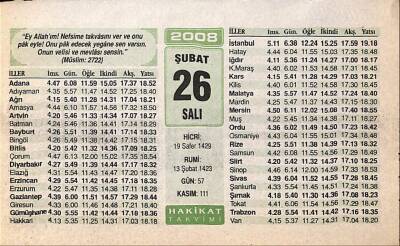 "Ey Allah'ım! Nefsime takvâsını ver ve onu
pâk eyle! Onu pâk edecek yegâne sen varsın.
Onun velîsi ve mevlâsı sensin."
(Müslim: 2722)
İLLER İms. Gün. Öğle İkindi Akş. Yatsı
Adana 4.47 6.08 11.59 15.05 17.37 18.52
Adıyaman 4.35 5.57 11.47 14.52 17.25 18.40
Ağrı 4.15 5.40 11.28 14.31 17.04 18.21
Amasya 4.44 6.10 11.57 14.58 17.32 18.50
Artvin 4.20 5.46 11.33 14.34 17.07 18.27
Batman 4.24 5.46 11.36 14.41 17.14 18.28
Bayburt 4.26 5.51 11.39 14.41 17.14 18.33
Bingöl 4.26 5.49 11.38 14.42 17.15 18.31
Bitlis 4.20 5.42 11.32 14.36 17.09 18.25
Çorum 4.47 6.13 12.00 15.02 17.35 18.54
Diyarbakır 4.27 5.49 11.39 14.44 17.17 18.32
Elazığ 4.31 5.54 11.43 14.47 17.20 18.36
Erzincan 4.29 5.54 11.42 14.45 17.18 18.35
Erzurum 4.22 5.47 11.35 14.38 17.11 18.28
Gaziantep 4.39 6.00 11.51 14.57 17.29 18.44
Giresun 4.33 6.00 11.46 14.48 17.21 18.40
Gümüşhane 4.30 5.55 11.42 14.44 17.18 18.36
Hakkari 4.13 5.35 11.25 14.31 17.03 18.18
2008
ŞUBAT
26
SALI
HİCRİ:
19 Safer 1429
RUMİ:
13 Şubat 1423
GÜN: 57
KASIM: 111
HAKİKAT
TAKVİMİ
İLLER İms. Gün. Öğle İkindi Akş. Yatsı
İstanbul 5.11 6.38 12.24 15.25 17.59 19.18
Hatay 4.44 6.05 11.55 15.03 17.35 18.48
Iğdır 4.11 5.36 11.24 14.27 17.00 18.17
K.Maraş 4.40 6.02 11.53 14.58 17.31 18.45
Kars 4.15 5.41 11.28 14.29 17.03 18.21
Kilis 4.40 6.01 11.52 14.58 17.30 18.45
Malatya 4.35 5.57 11.47 14.52 17.24 18.40
Mardin 4.25 5.47 11.37 14.43 17.15 18.30
Mersin 4.50 6.11 12.02 15.08 17.40 18.55
Muş 4.22 5.45 11.34 14.38 17.11 18.27
Ordu 4.36 6.02 11.49 14.50 17.23 18.42
Osmaniye 4.43 6.04 11.55 15.01 17.34 18.48
Rize 4.25 5.51 11.38 14.39 17.13 18.32
Samsun 4.42 6.08 11.55 14.56 17.29 18.49
Siirt 4.20 5.42 11.32 14.37 17.10 18.25
Sinop 4.46 6.14 12.00 14.59 17.33 18.55
Sivas 4.39 6.04 11.52 14.55 17.28 18.45
Şanlıurfa 4.33 5.54 11.45 14.51 17.24 18.38
Şırnak 4.18 5.40 11.30 14.36 17.08 18.23
Tokat 4.41 6.06 11.54 14.56 17.29 18.47
Trabzon 4.28 5.54 11.41 14.42 17.16 18.35
Van 4.15 5.37 11.27 14.31 17.04 18.20